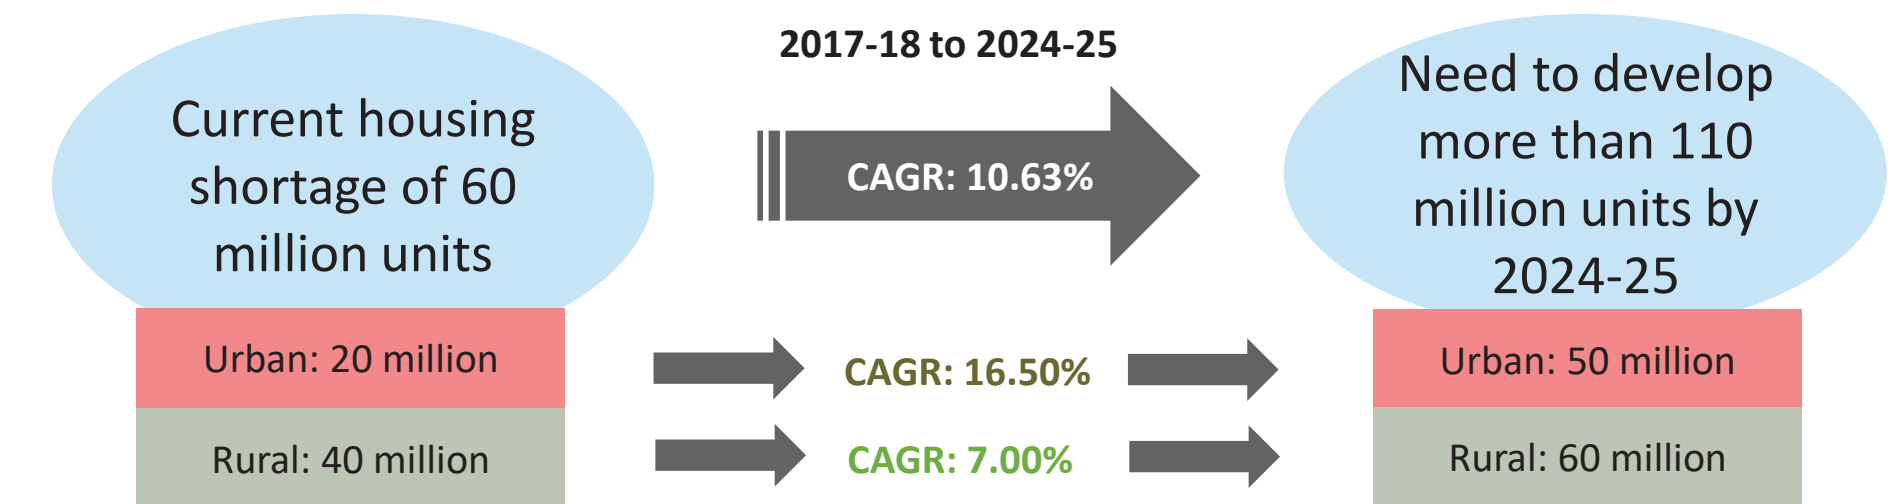 Current housing
shortage of 60
million units
Urban: 20 million
Rural: 40 million
2017-18 to 2024-25
CAGR: 10.63%
CAGR: 16.50%
CAGR: 7.00%
Need to develop
more than 110
million units by
2024-25
Urban: 50 million
Rural: 60 million